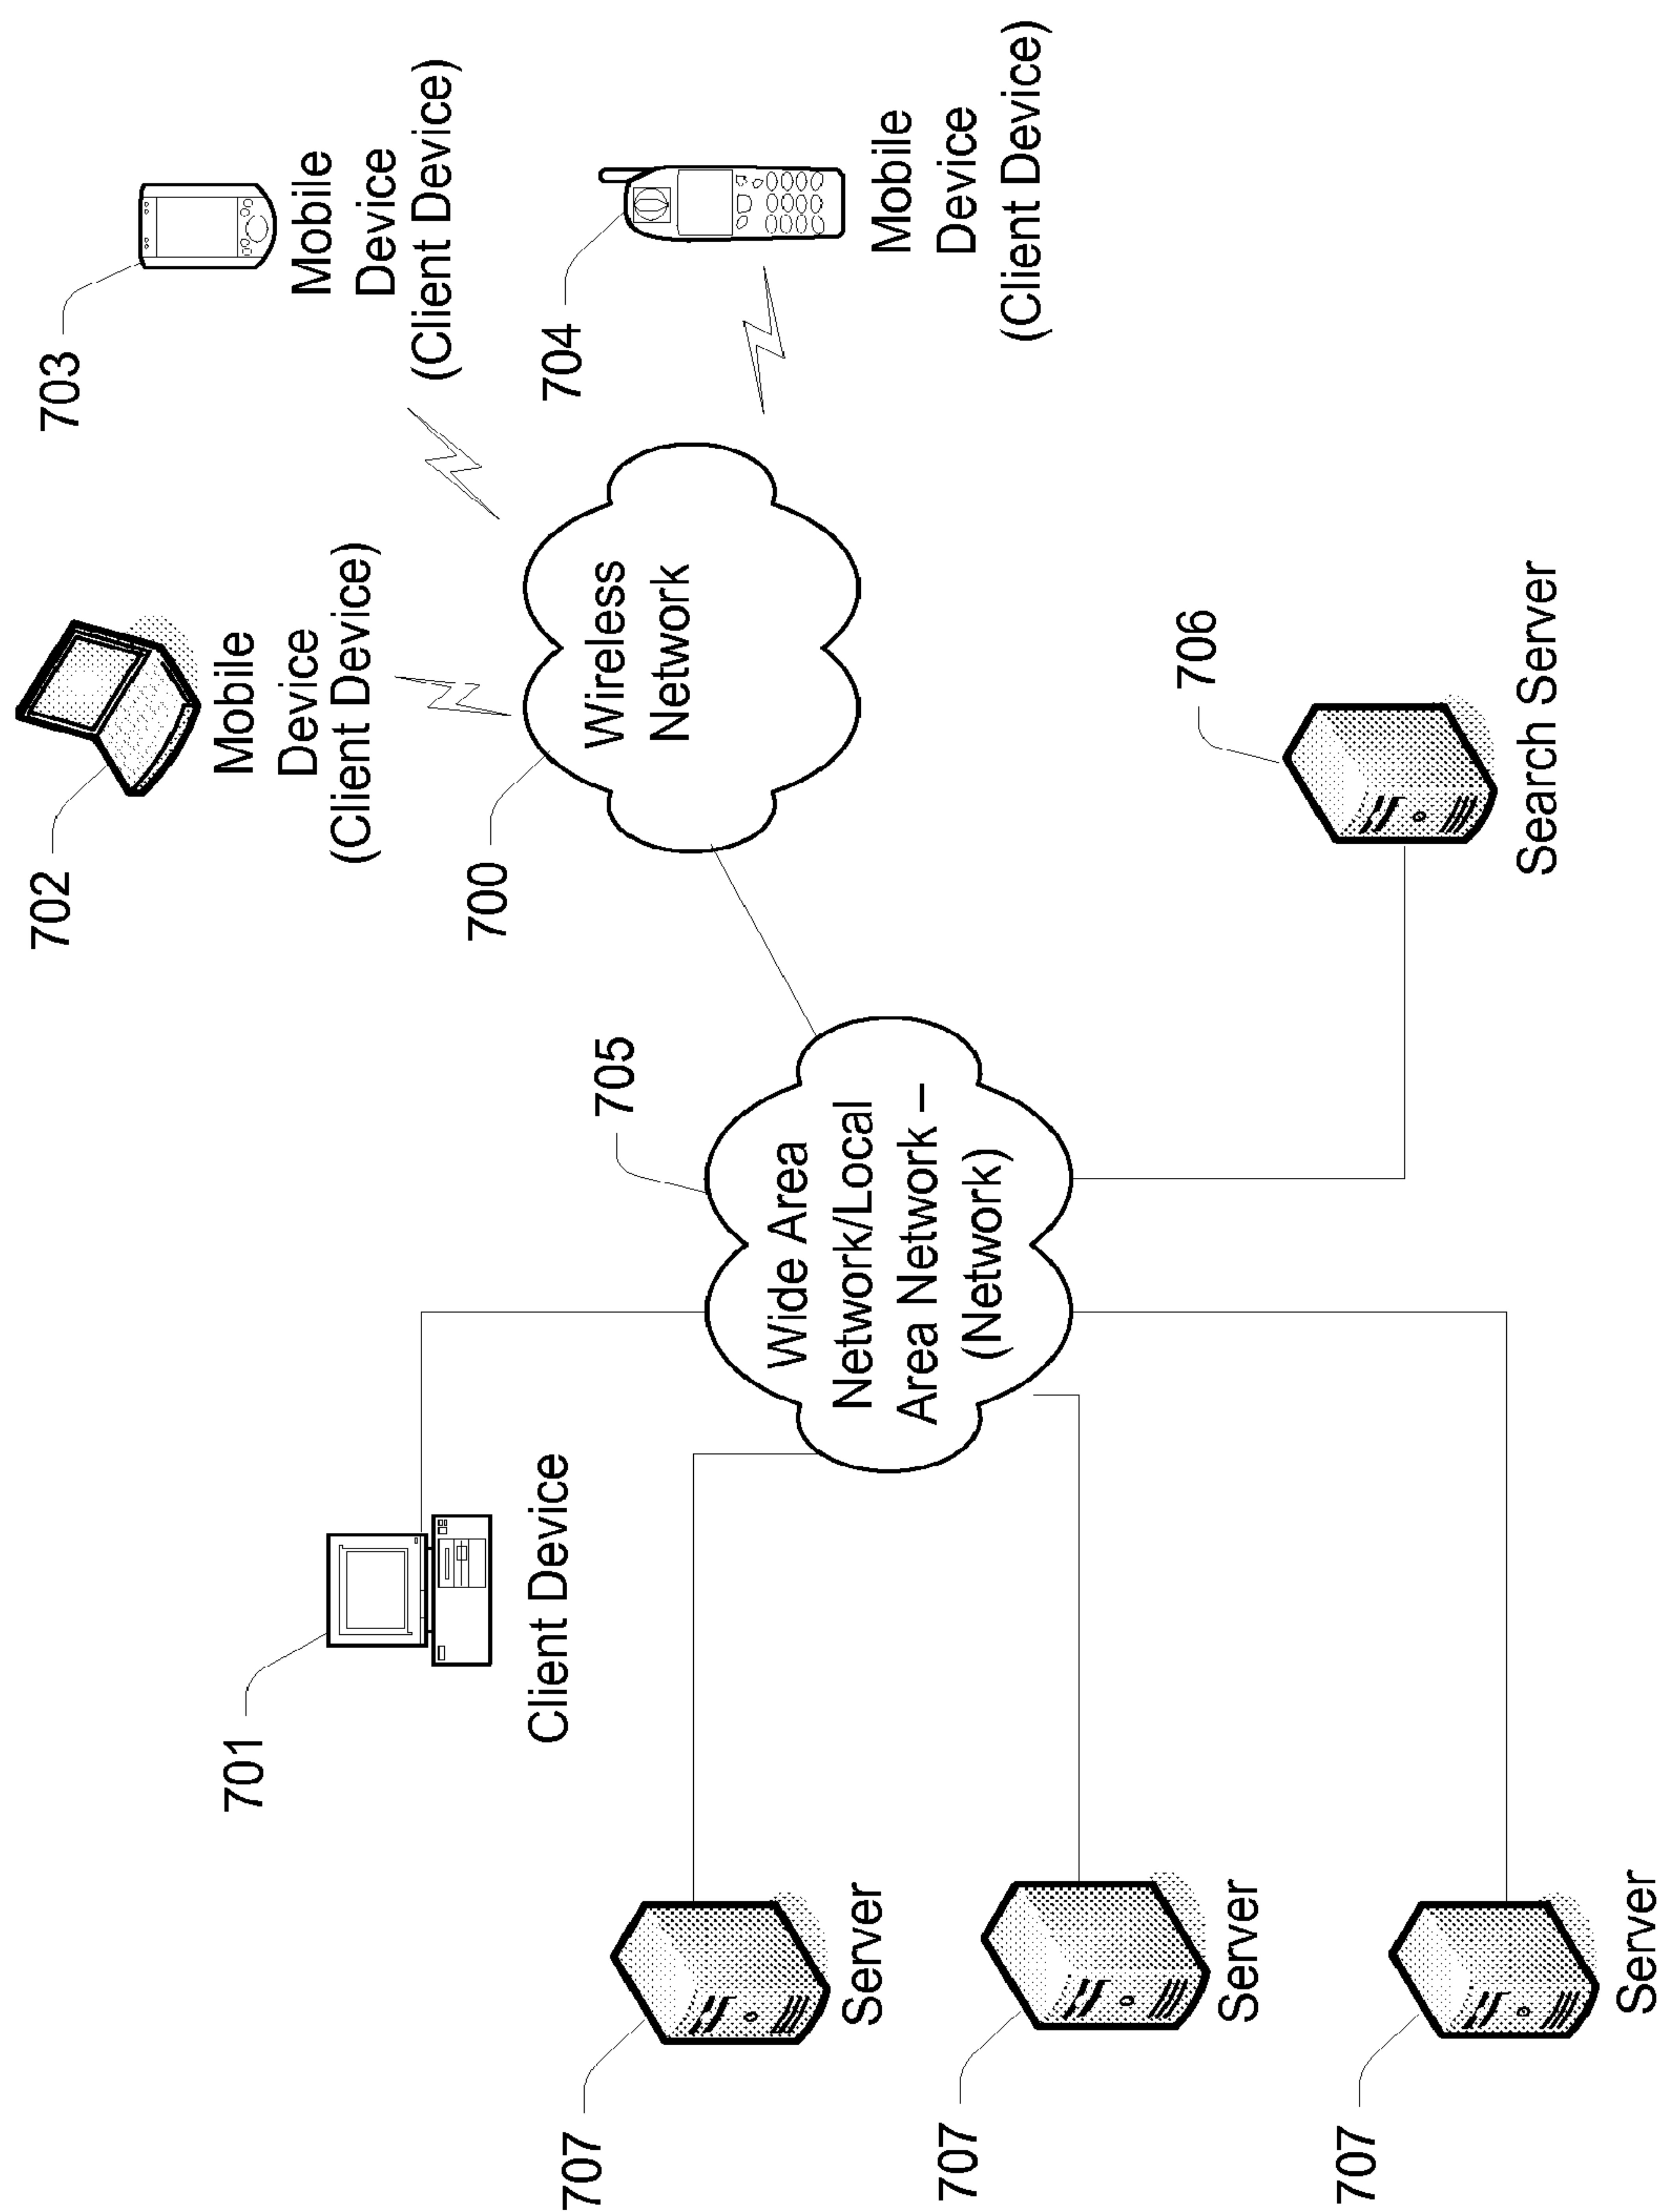 702
Mobile
Device
(Client Device)
703
Mobile
Device
(Client Device)
701
Client Device
700
Wireless
Network
704
Mobile
Device
(Client Device)
705
Wide Area
Network/Local
Area Network –
(Network)
707
Server
707
Server
707
Server
706
Search Server